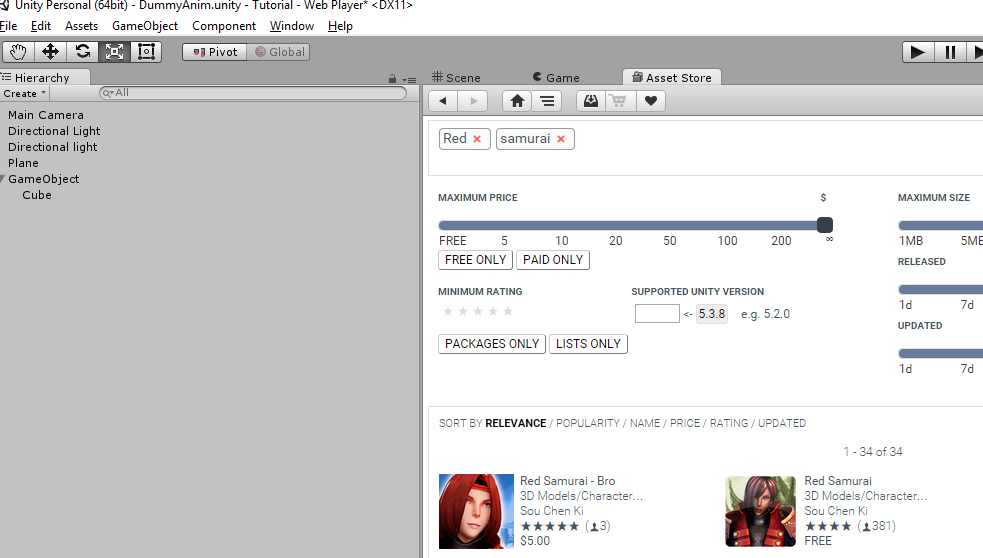 Unity Personal (64bit) - DummyAnim.unity - Tutorial - Web Player* <DX11>
File Edit Assets GameObject Component Window Help
Pivot Global
Hierarchy
Scene Game Asset Store
Create All
Main Camera
Directional Light
Directional light
Plane
GameObject
Cube
Red × samurai ×
MAXIMUM PRICE $ MAXIMUM SIZE
FREE 5 10 20 50 100 200 ∞ 1MB 5MB
FREE ONLY PAID ONLY
RELEASED
MINIMUM RATING SUPPORTED UNITY VERSION
1d 7d
<- 5.3.8 e.g. 5.2.0
UPDATED
PACKAGES ONLY LISTS ONLY
1d 7d
SORT BY RELEVANCE / POPULARITY / NAME / PRICE / RATING / UPDATED
1 - 34 of 34
Red Samurai - Bro
3D Models/Character...
Sou Chen Ki
★★★★★ (3)
$5.00
Red Samurai
3D Models/Character...
Sou Chen Ki
★★★★ (381)
FREE